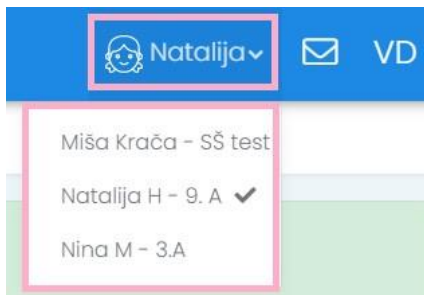 Natalija
VD
Miša Krača - SŠ test
Natalija H - 9. A
Nina M - 3.A